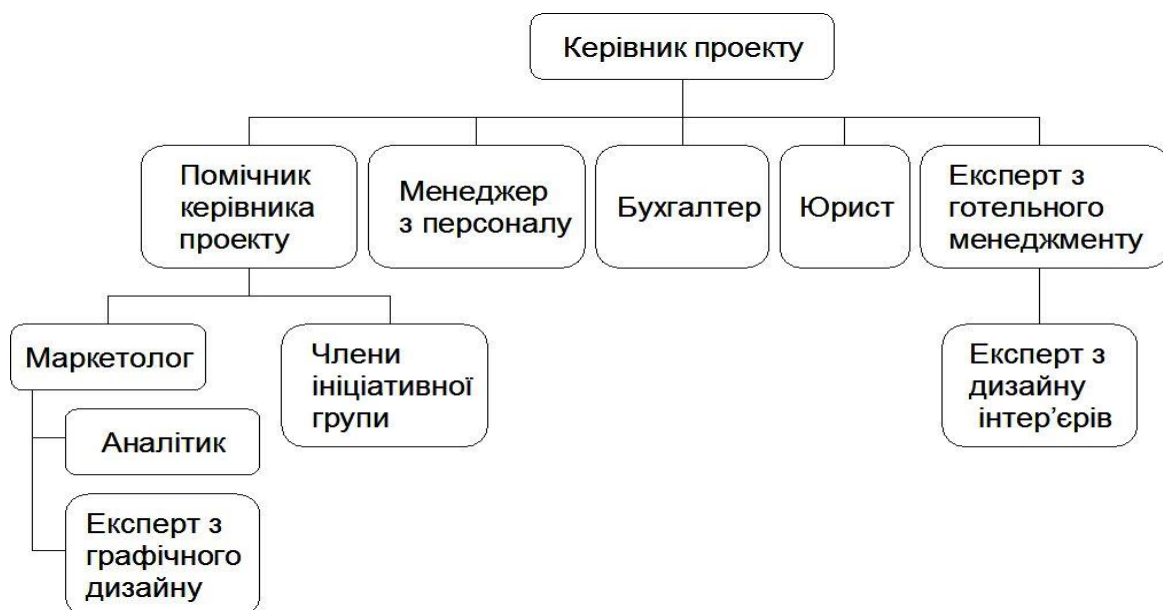 Керівник проекту
Помічник
керівника
проекту
Менеджер
з персоналу
Бухгалтер
Юрист
Експерт з
готельного
менеджменту
Маркетолог
Члени
ініціативної
групи
Експерт з
дизайну
інтер’єрів
Аналітик
Експерт з
графічного
дизайну